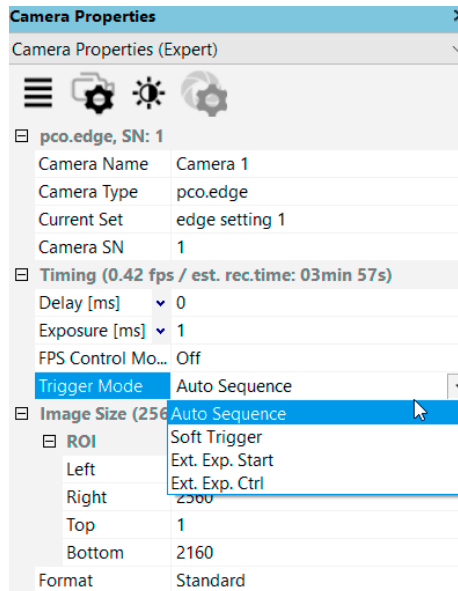 Camera Properties
Camera Properties (Expert)
pco.edge, SN: 1
Camera Name Camera 1
Camera Type pco.edge
Current Set edge setting 1
Camera SN 1
Timing (0.42 fps / est. rec.time: 03min 57s)
Delay [ms] 0
Exposure [ms] 1
FPS Control Mo... Off
Trigger Mode Auto Sequence
Image Size (256
Auto Sequence
ROI
Soft Trigger
Left
Ext. Exp. Start
Ext. Exp. Ctrl
Right 2560
Top 1
Bottom 2160
Format Standard